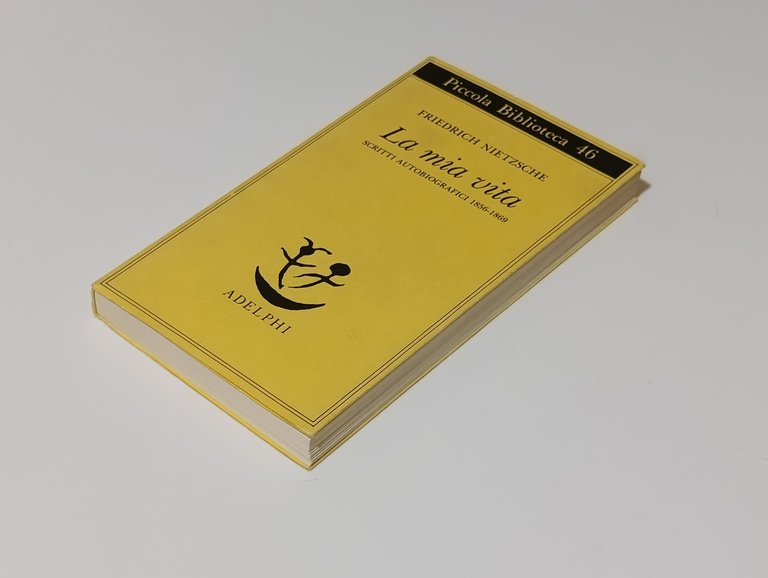 Piccola Biblioteca 46
FRIEDRICH NIETZSCHE
La mia vita
SCRITTI AUTOBIOGRAFICI 1856-1869
ADELPHI